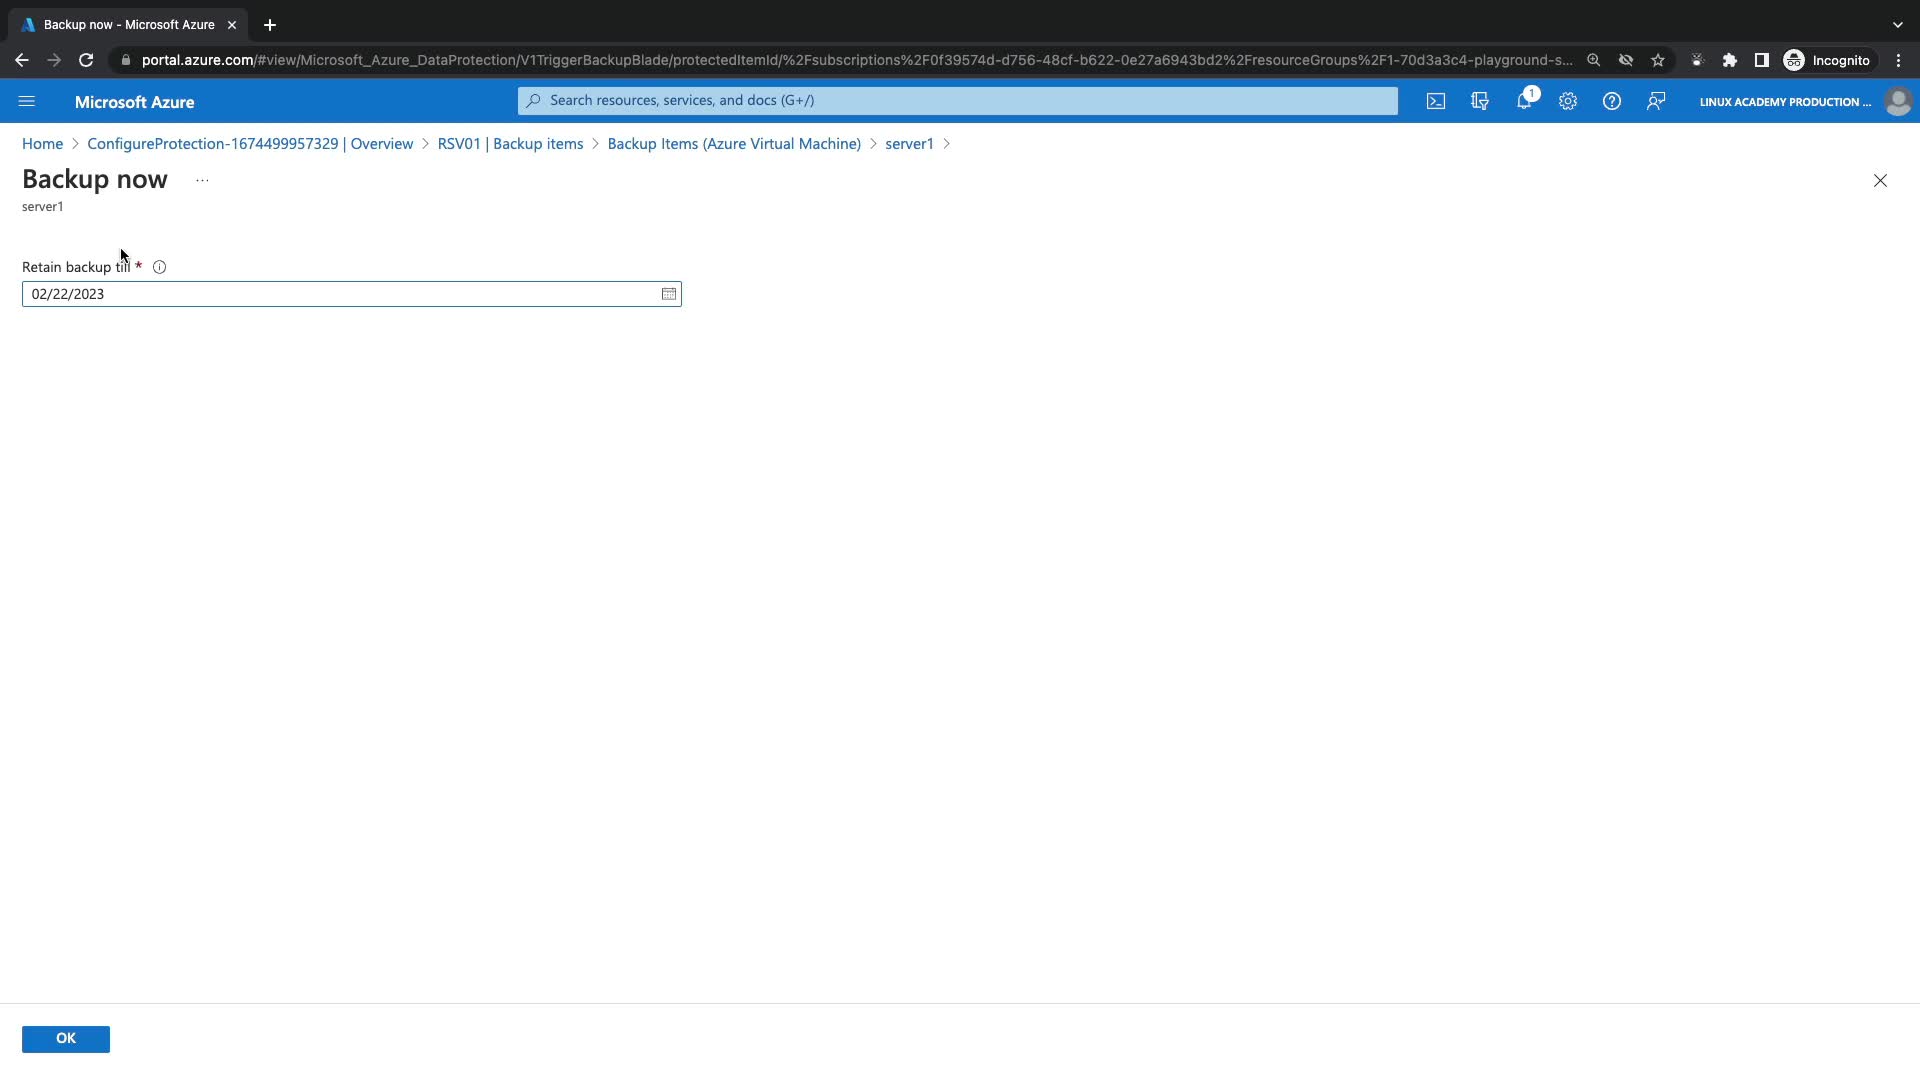 Backup now - Microsoft Azure
portal.azure.com/#view/Microsoft_Azure_DataProtection/V1TriggerBackupBlade/protectedItemId/%2Fsubscriptions%2F0f39574d-d756-48cf-b622-0e27a6943bd2%2FresourceGroups%2F1-70d3a3c4-playground-s...
Incognito
Microsoft Azure
Search resources, services, and docs (G+/)
1
LINUX ACADEMY PRODUCTION ...
Home > ConfigureProtection-1674499957329 | Overview > RSV01 | Backup items > Backup Items (Azure Virtual Machine) > server1 >
Backup now ...
server1
Retain backup till *
02/22/2023
OK